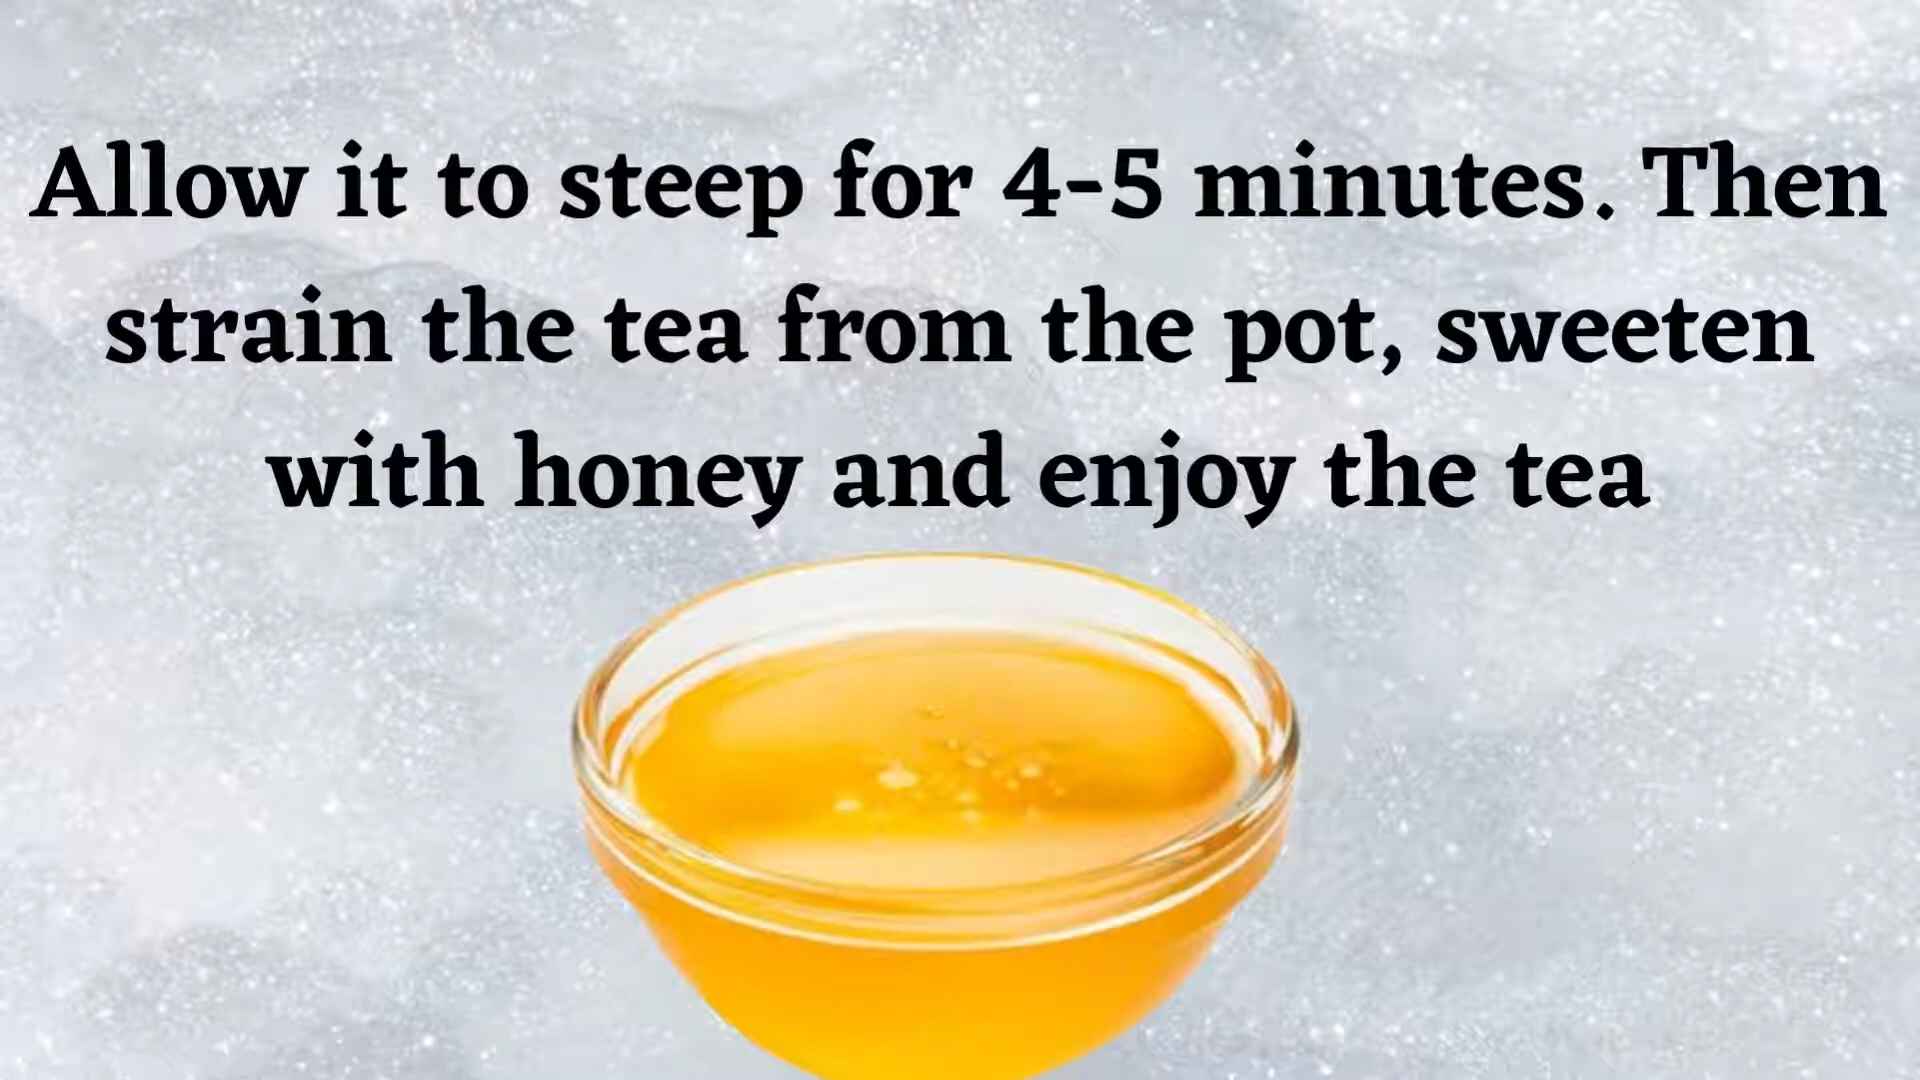 Allow it to steep for 4-5 minutes. Then
strain the tea from the pot, sweeten
with honey and enjoy the tea